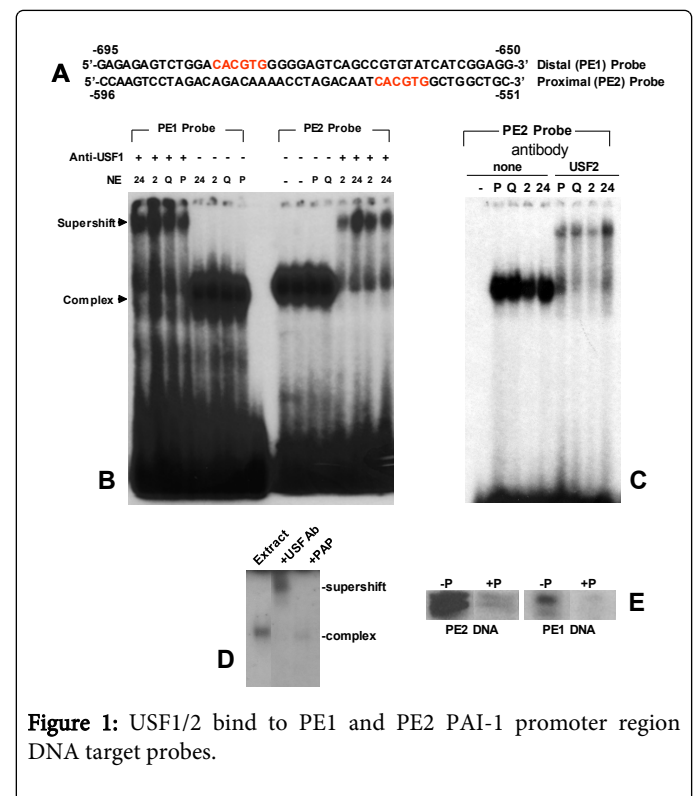 -695 -650
A 5'-GAGAGAGTCTGGACACGTGGGGGAGTCAGCCGTGTATCATCGGAGG-3' Distal (PE1) Probe
5'-CCAAGTCCTAGACAGACAAAACCTAGACAATCACGTGGCTGGCTGC-3' Proximal (PE2) Probe
-596 -551
PE1 Probe PE2 Probe
Anti-USF1 + + + + - - - - - - - - + + + +
NE 24 2 Q P 24 2 Q P - - P Q 2 24 2 24
Supershift
Complex
B
PE2 Probe
antibody
none USF2
- P Q 2 24 P Q 2 24
C
Extract +USF Ab +PAP
-supershift
-complex
D
-P +P -P +P
E
PE2 DNA PE1 DNA
Figure 1: USF1/2 bind to PE1 and PE2 PAI-1 promoter region
DNA target probes.